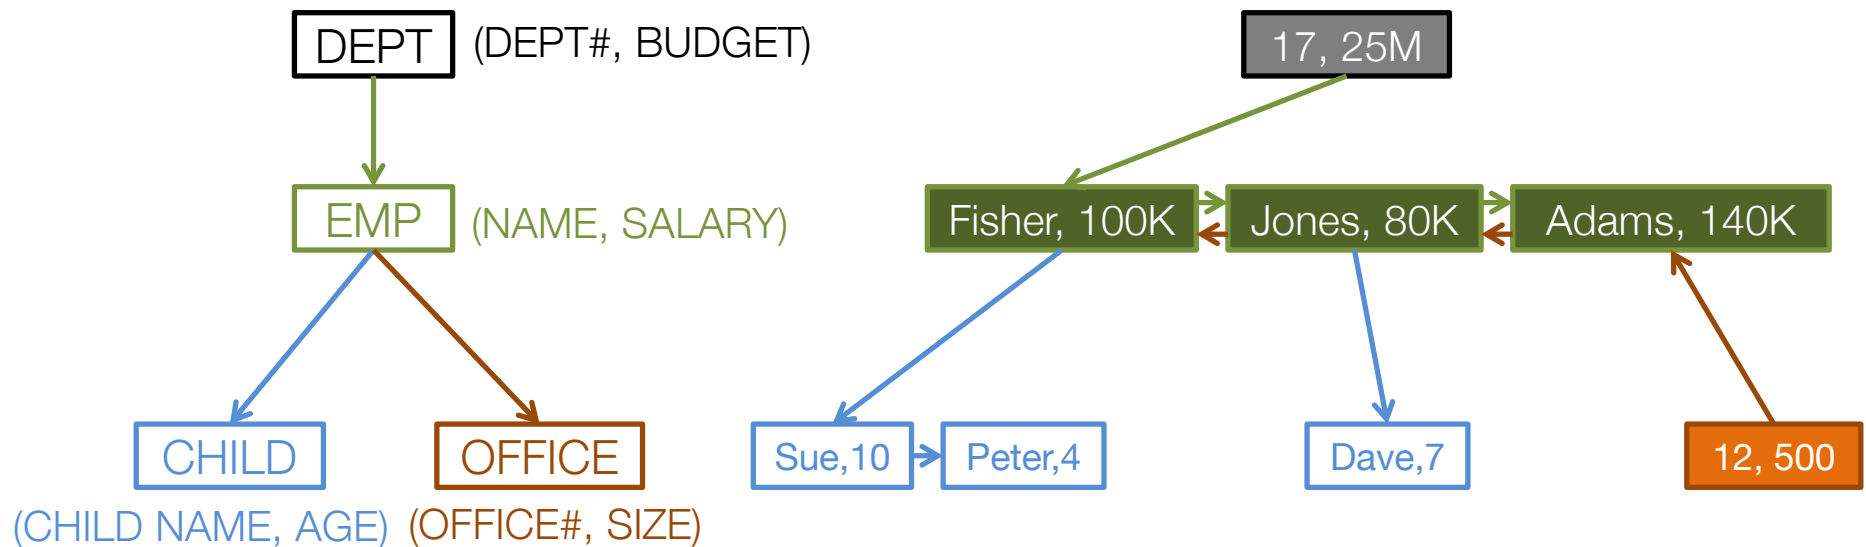 DEPT (DEPT#, BUDGET)
17, 25M
EMP (NAME, SALARY)
Fisher, 100K
Jones, 80K
Adams, 140K
CHILD
OFFICE
Sue,10
Peter,4
Dave,7
12, 500
(CHILD NAME, AGE)
(OFFICE#, SIZE)